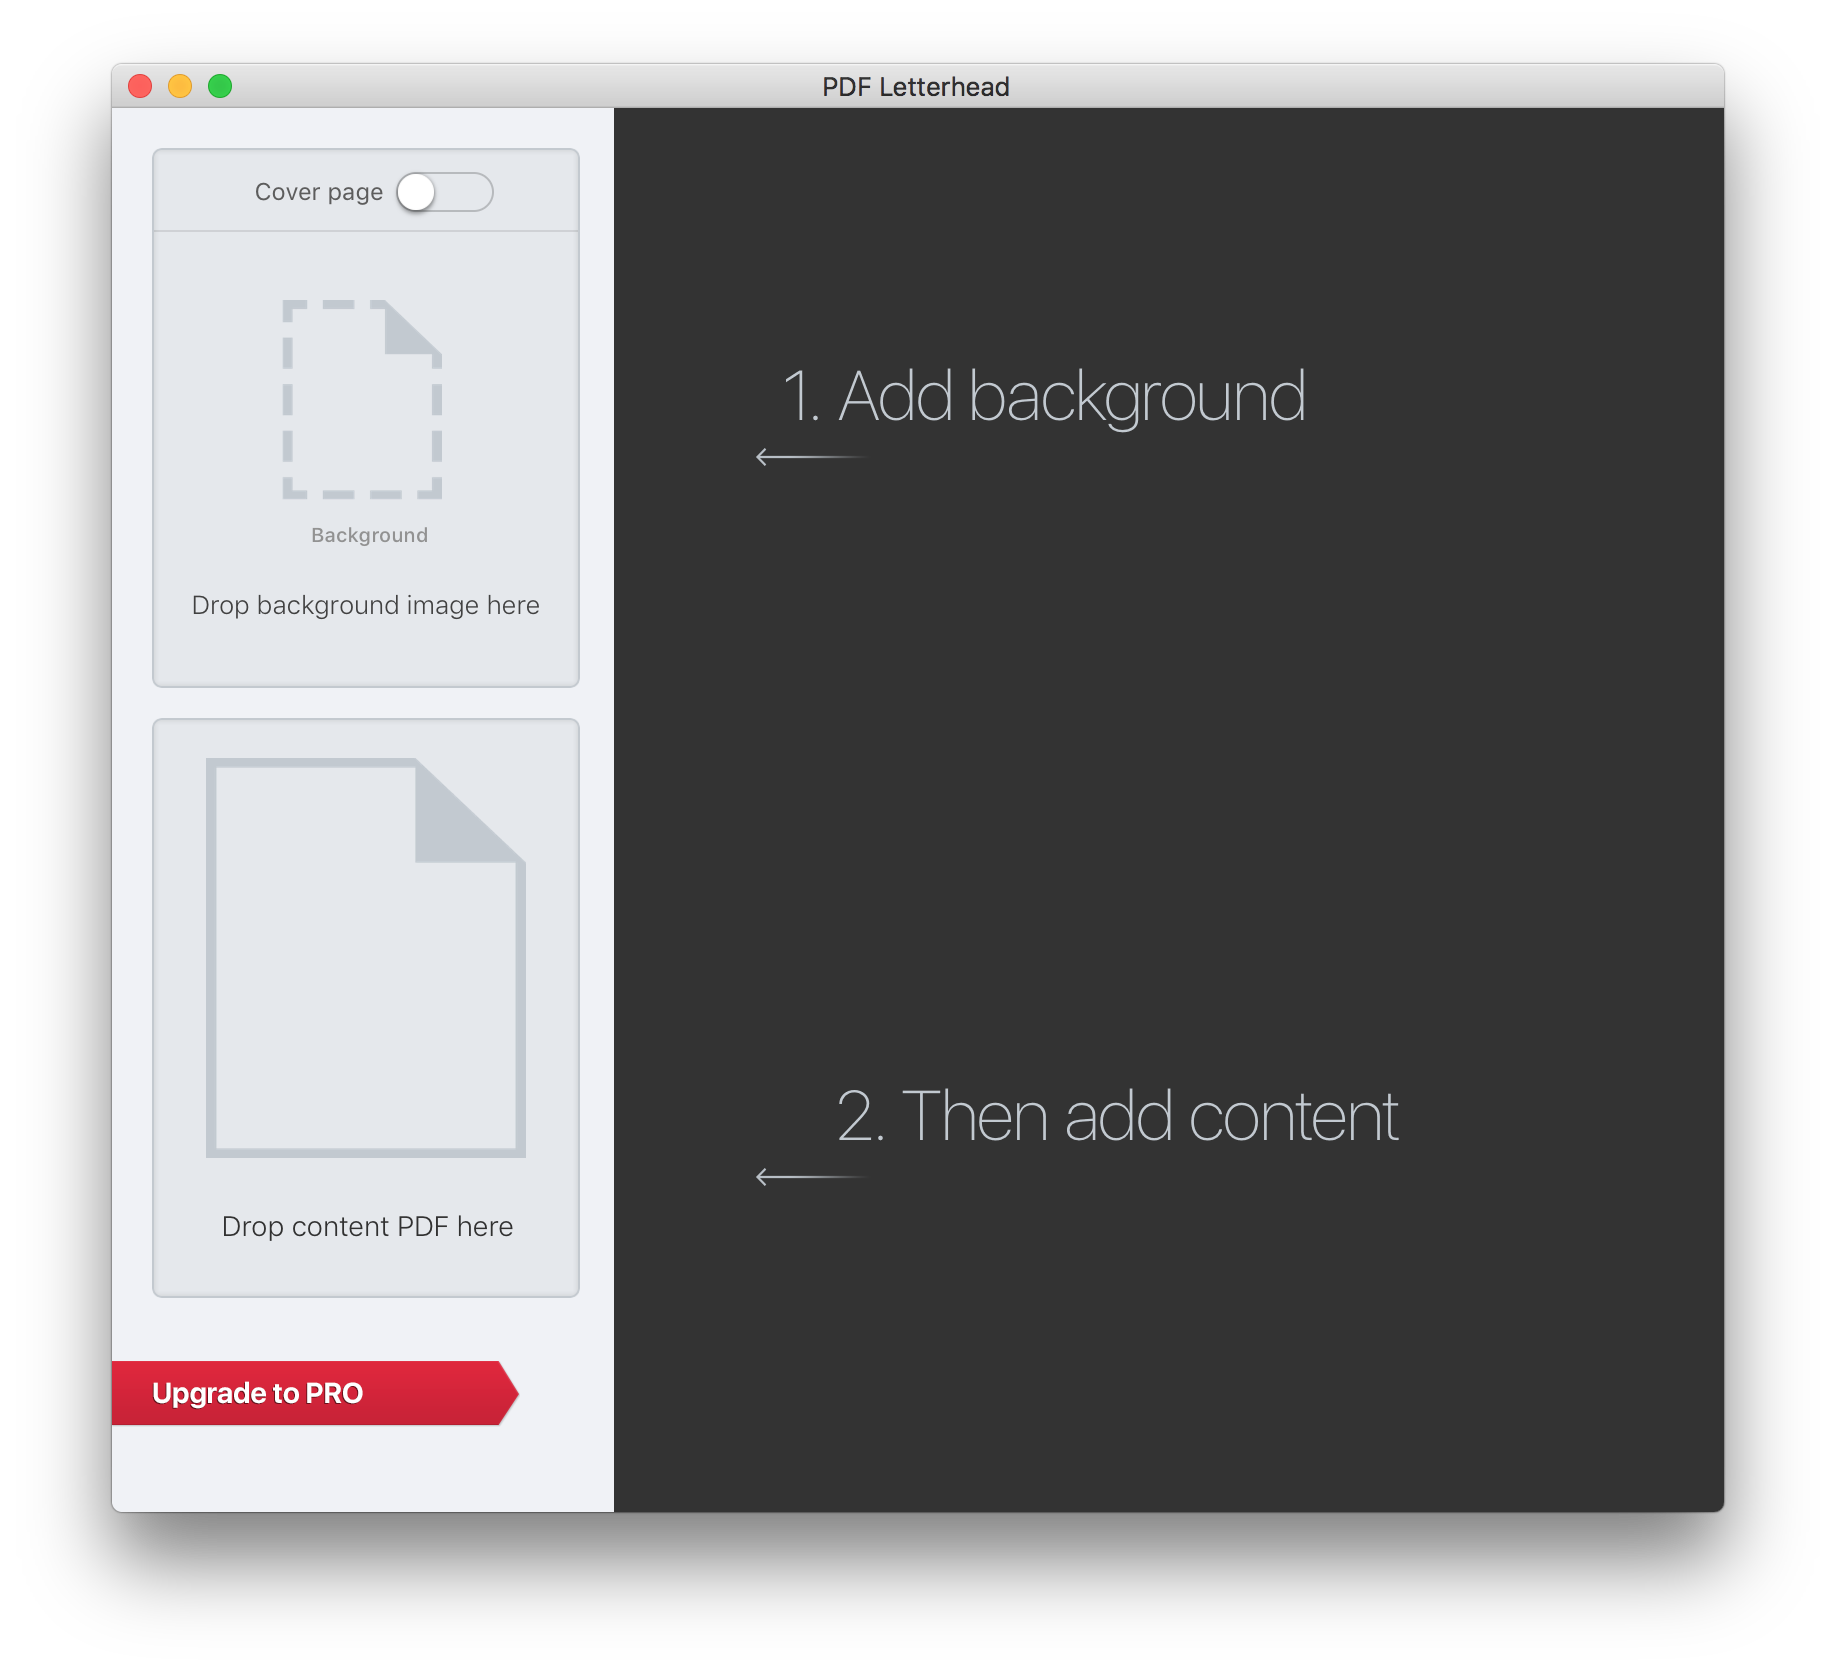 PDF Letterhead
Cover page
Background
Drop background image here
Drop content PDF here
Upgrade to PRO
1. Add background
2. Then add content